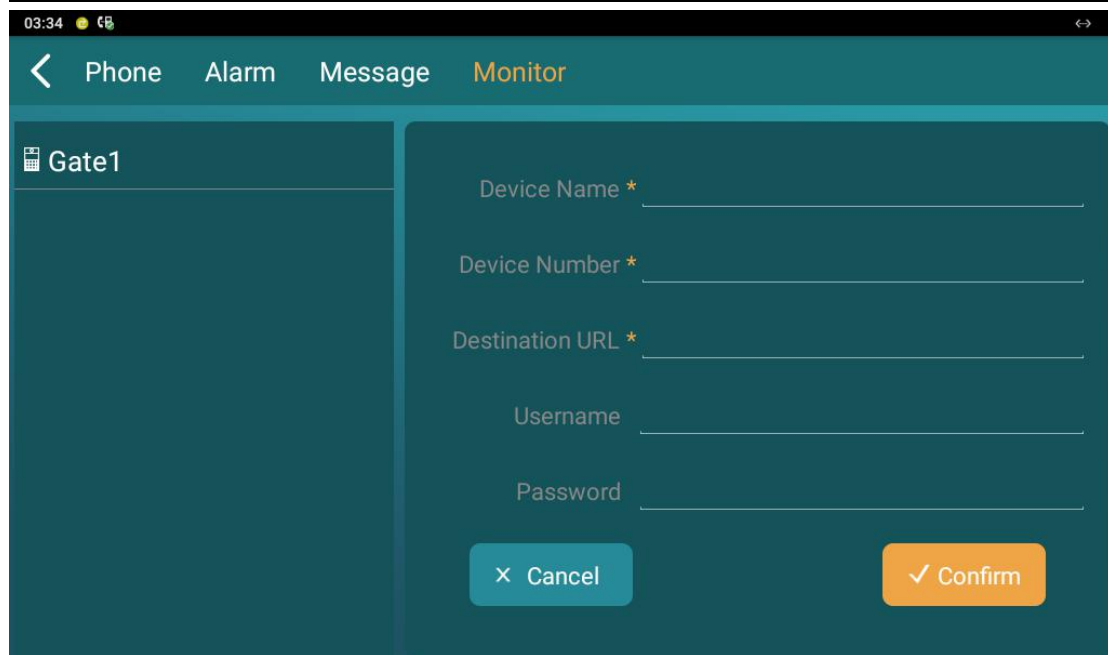 03:34
Phone Alarm Message Monitor
Gate1
Device Name *
Device Number *
Destination URL *
Username
Password
× Cancel ✓ Confirm